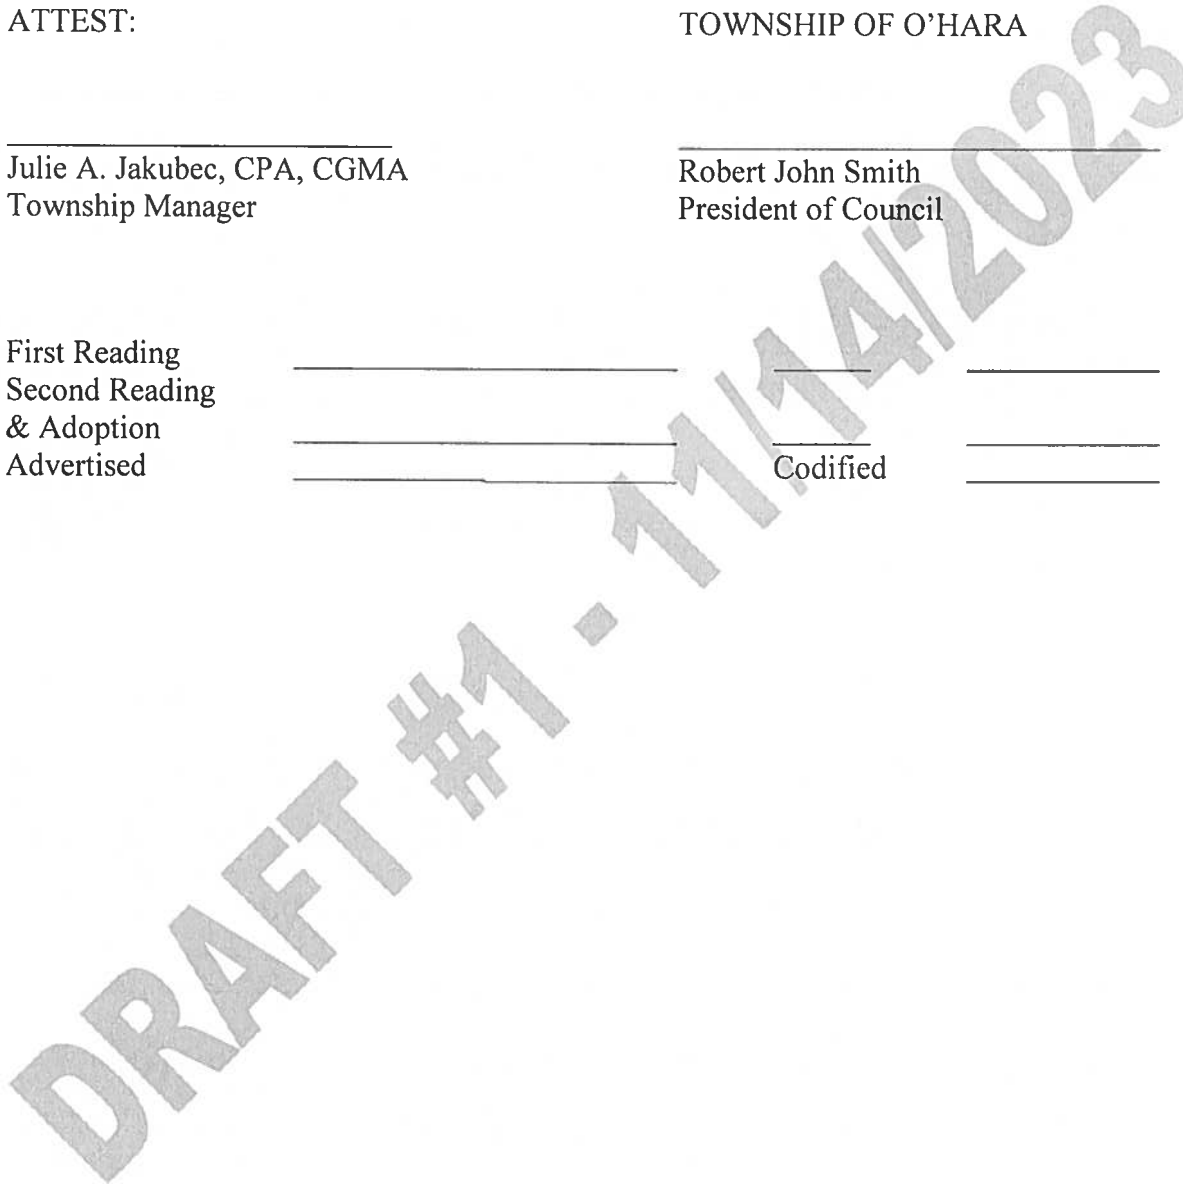 ATTEST:
TOWNSHIP OF O'HARA
Julie A. Jakubec, CPA, CGMA
Township Manager
Robert John Smith
President of Council
First Reading
Second Reading
& Adoption
Advertised
Codified
DRAFT #1 - 11/14/2023